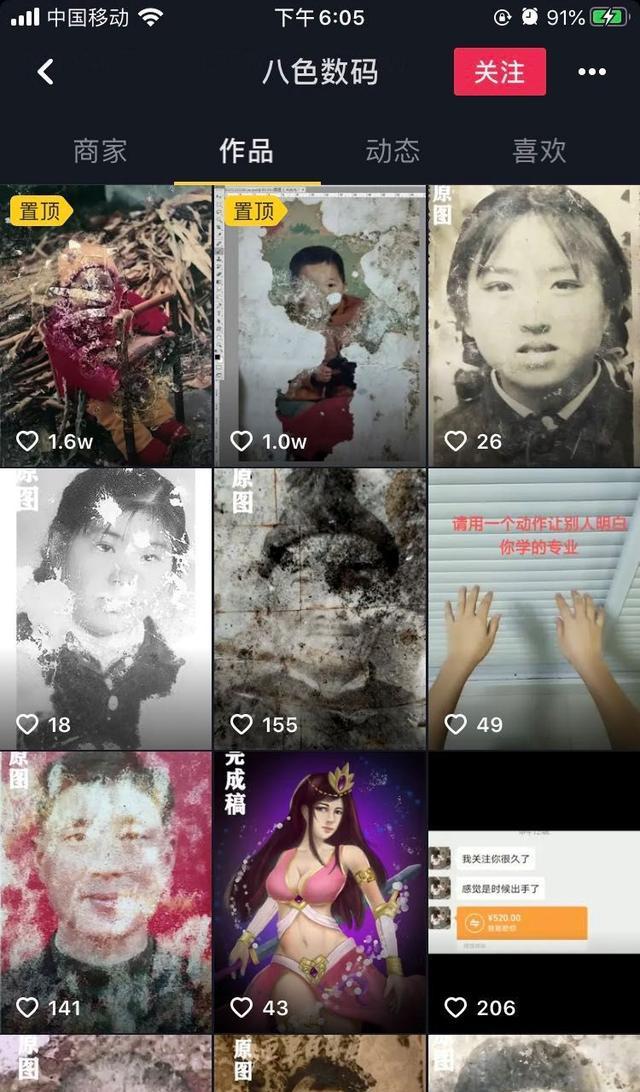 中国移动
下午6:05
91%
八色数码
关注
商家
作品
动态
喜欢
置顶
1.6w
置顶
1.0w
原图
26
原图
18
原图
155
请用一个动作让别人明白
你学的专业
49
原图
141
完成稿
43
我关注你很久了
感觉是时候出手了
¥520.00
206
原图
原图
原图